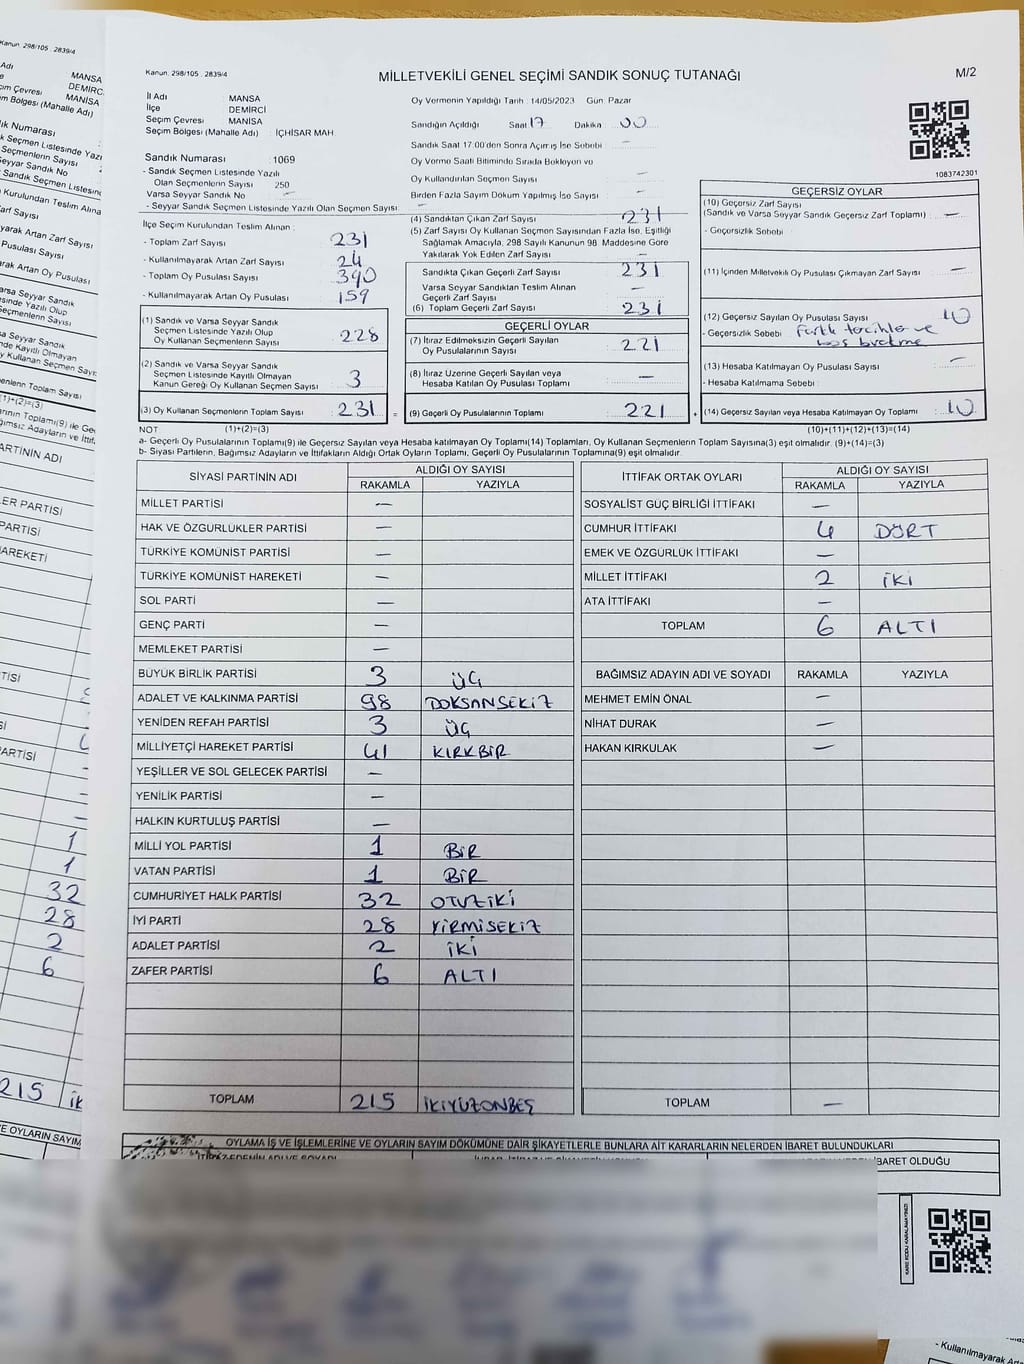 Kanun. 298/105 . 2839/4
MİLLETVEKİLİ GENEL SEÇİMİ SANDIK SONUÇ TUTANAĞI
M/2
İl Adı MANSA
İlçe DEMİRCİ
Seçim Çevresi MANİSA
Seçim Bölgesi (Mahalle Adı) : İÇHİSAR MAH.
Oy Vermenin Yapıldığı Tarih : 14/05/2023 Gün. Pazar
Sandığın Açıldığı Saat 17 Dakika 00
Sandık Saat 17:00'den Sonra Açılmış İse Sebebi —
Oy Verme Saati Bitiminde Sırada Bekleyen ve
Oy Kullandırılan Seçmen Sayısı —
Birden Fazla Sayım Döküm Yapılmış İse Sayısı —
1083742301
Sandık Numarası : 1069
- Sandık Seçmen Listesinde Yazılı
Olan Seçmenlerin Sayısı 250
Varsa Seyyar Sandık No —
- Seyyar Sandık Seçmen Listesinde Yazılı Olan Seçmen Sayısı. —
İlçe Seçim Kurulundan Teslim Alınan :
- Toplam Zarf Sayısı 231
- Kullanılmayarak Artan Zarf Sayısı 24
- Toplam Oy Pusulası Sayısı 390
- Kullanılmayarak Artan Oy Pusulası 159
(1) Sandık ve Varsa Seyyar Sandık
Seçmen Listesinde Yazılı Olup
Oy Kullanan Seçmen Sayısı 228
(2) Sandık ve Varsa Seyyar Sandık
Seçmen Listesinde Kayıtlı Olmayan
Kanun Gereği Oy Kullanan Seçmen Sayısı 3
(3) Oy Kullanan Seçmenlerin Toplam Sayısı 231 =
(4) Sandıktan Çıkan Zarf Sayısı 231
(5) Zarf Sayısı Oy Kullanan Seçmen Sayısından Fazla İse, Eşitliği
Sağlamak Amacıyla, 298 Sayılı Kanunun 98. Maddesine Göre
Yakılarak Yok Edilen Zarf Sayısı —
Sandıkta Çıkan Geçerli Zarf Sayısı 231
Varsa Seyyar Sandıktan Teslim Alınan
Geçerli Zarf Sayısı —
(6) Toplam Geçerli Zarf Sayısı 231
GEÇERLİ OYLAR
(7) İtiraz Edilmeksizin Geçerli Sayılan
Oy Pusulalarının Sayısı 221
(8) İtiraz Üzerine Geçerli Sayılan veya
Hesaba Katılan Oy Pusulası Toplamı —
(9) Geçerli Oy Pusulalarının Toplamı 221 +
GEÇERSİZ OYLAR
(10) Geçersiz Zarf Sayısı
(Sandık ve Varsa Seyyar Sandık Geçersiz Zarf Toplamı) —
- Geçersizlik Sebebi
(11) İçinden Milletvekili Oy Pusulası Çıkmayan Zarf Sayısı —
(12) Geçersiz Sayılan Oy Pusulası Sayısı 10
- Geçersizlik Sebebi farklı tercihler ve
boş bırakma
(13) Hesaba Katılmayan Oy Pusulası Sayısı —
- Hesaba Katılmama Sebebi
(14) Geçersiz Sayılan veya Hesaba Katılmayan Oy Toplamı 10
NOT (1)+(2)=(3) (10)+(11)+(12)+(13)=(14)
a- Geçerli Oy Pusulalarının Toplamı(9) ile Geçersiz Sayılan veya Hesaba katılmayan Oy Toplamı(14) Toplamları, Oy Kullanan Seçmenlerin Toplam Sayısına(3) eşit olmalıdır. (9)+(14)=(3)
b- Siyasi Partilerin, Bağımsız Adayların ve İttifakların Aldığı Ortak Oyların Toplamı, Geçerli Oy Pusulalarının Toplamına(9) eşit olmalıdır.
SİYASİ PARTİNİN ADI ALDIĞI OY SAYISI
RAKAMLA YAZIYLA
MİLLET PARTİSİ —
HAK VE ÖZGÜRLÜKLER PARTİSİ —
TÜRKİYE KOMÜNİST PARTİSİ —
TÜRKİYE KOMÜNİST HAREKETİ —
SOL PARTİ —
GENÇ PARTİ —
MEMLEKET PARTİSİ —
BÜYÜK BİRLİK PARTİSİ 3 ÜÇ
ADALET VE KALKINMA PARTİSİ 98 DOKSANSEKİZ
YENİDEN REFAH PARTİSİ 3 ÜÇ
MİLLİYETÇİ HAREKET PARTİSİ 41 KIRKBİR
YEŞİLLER VE SOL GELECEK PARTİSİ —
YENİLİK PARTİSİ —
HALKIN KURTULUŞ PARTİSİ —
MİLLİ YOL PARTİSİ 1 BİR
VATAN PARTİSİ 1 BİR
CUMHURİYET HALK PARTİSİ 32 OTUZİKİ
İYİ PARTİ 28 YİRMİSEKİZ
ADALET PARTİSİ 2 İKİ
ZAFER PARTİSİ 6 ALTI
TOPLAM 215 İKİYÜZONBEŞ
İTTİFAK ORTAK OYLARI ALDIĞI OY SAYISI
RAKAMLA YAZIYLA
SOSYALİST GÜÇ BİRLİĞİ İTTİFAKI —
CUMHUR İTTİFAKI 4 DÖRT
EMEK VE ÖZGÜRLÜK İTTİFAKI —
MİLLET İTTİFAKI 2 İKİ
ATA İTTİFAKI —
TOPLAM 6 ALTI
BAĞIMSIZ ADAYIN ADI VE SOYADI RAKAMLA YAZIYLA
MEHMET EMİN ÖNAL —
NİHAT DURAK —
HAKAN KIRKULAK —
TOPLAM —
OYLAMA İŞ VE İŞLEMLERİNE VE OYLARIN SAYIM DÖKÜMÜNE DAİR ŞİKAYETLERLE BUNLARA AİT KARARLARIN NELERDEN İBARET BULUNDUKLARI
İBARET OLDUĞU
KARE KODU KARALAMAYINIZ!
Kanun. 298/105 . 2839/4
MANSA
DEMİRCİ
MANİSA
1
1
32
28
2
6
215 İK
- Kullanılmayarak